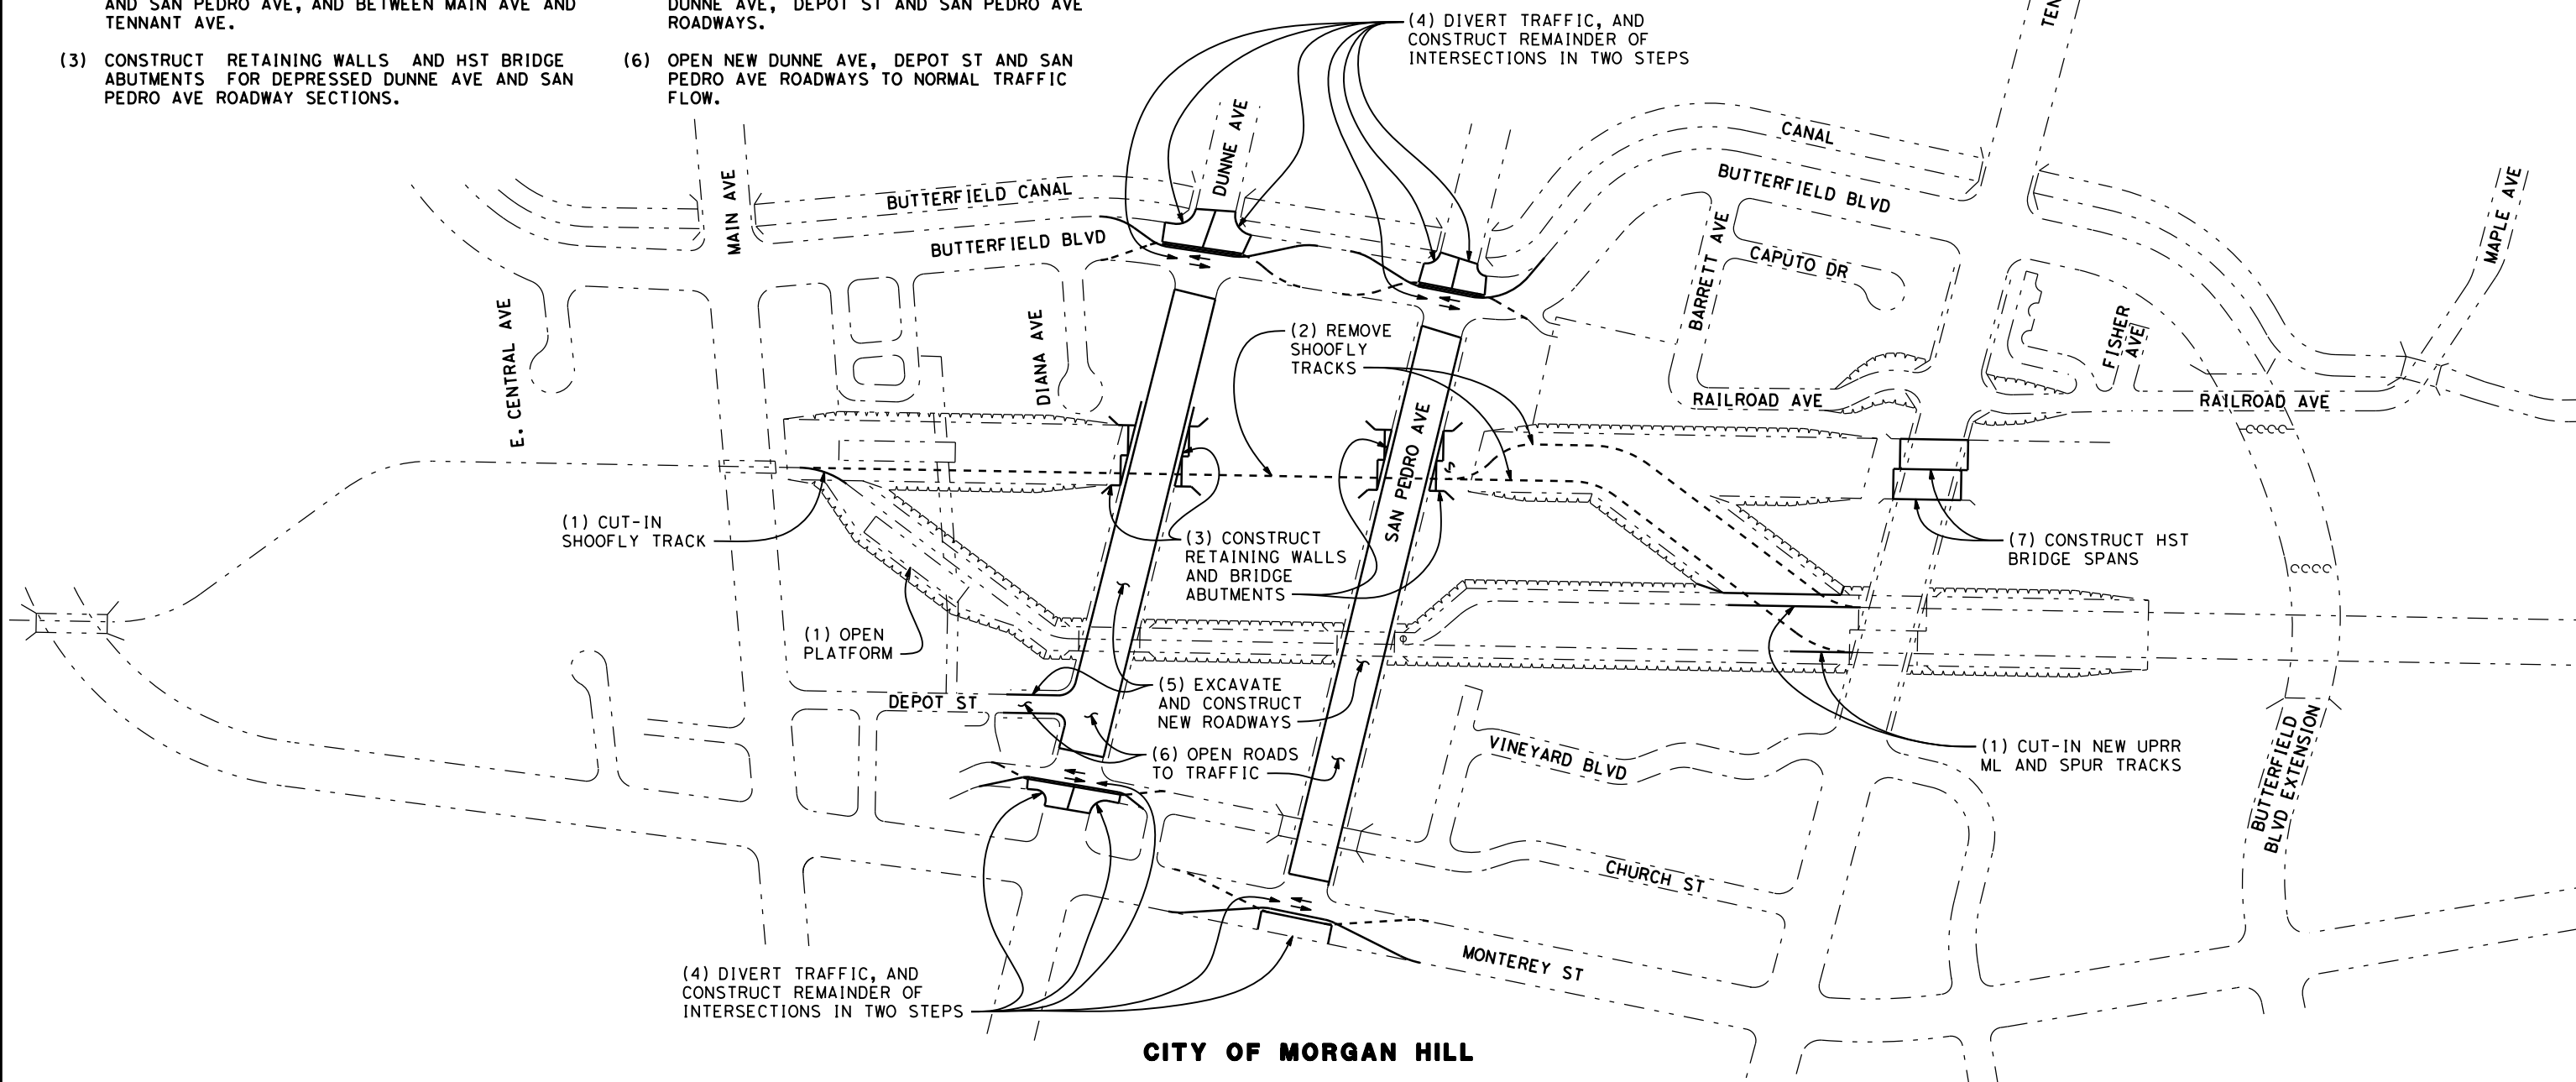 AND SAN PEDRO AVE, AND BETWEEN MAIN AVE AND
TENNANT AVE.
(3) CONSTRUCT RETAINING WALLS AND HST BRIDGE
ABUTMENTS FOR DEPRESSED DUNNE AVE AND SAN
PEDRO AVE ROADWAY SECTIONS.
DUNNE AVE, DEPOT ST AND SAN PEDRO AVE
ROADWAYS.
(6) OPEN NEW DUNNE AVE, DEPOT ST AND SAN
PEDRO AVE ROADWAYS TO NORMAL TRAFFIC
FLOW.
(4) DIVERT TRAFFIC, AND
CONSTRUCT REMAINDER OF
INTERSECTIONS IN TWO STEPS
TEN
DUNNE AVE
CANAL
BUTTERFIELD BLVD
MAIN AVE
BUTTERFIELD CANAL
BUTTERFIELD BLVD
BARRETT AVE
CAPUTO DR
MAPLE AVE
E. CENTRAL AVE
DIANA AVE
(2) REMOVE
SHOOFLY
TRACKS
FISHER
AVE
RAILROAD AVE
RAILROAD AVE
SAN PEDRO AVE
(1) CUT-IN
SHOOFLY TRACK
(3) CONSTRUCT
RETAINING WALLS
AND BRIDGE
ABUTMENTS
(7) CONSTRUCT HST
BRIDGE SPANS
(1) OPEN
PLATFORM
(5) EXCAVATE
AND CONSTRUCT
NEW ROADWAYS
DEPOT ST
(6) OPEN ROADS
TO TRAFFIC
VINEYARD BLVD
(1) CUT-IN NEW UPRR
ML AND SPUR TRACKS
BUTTERFIELD
BLVD EXTENSION
CHURCH ST
MONTEREY ST
(4) DIVERT TRAFFIC, AND
CONSTRUCT REMAINDER OF
INTERSECTIONS IN TWO STEPS
CITY OF MORGAN HILL